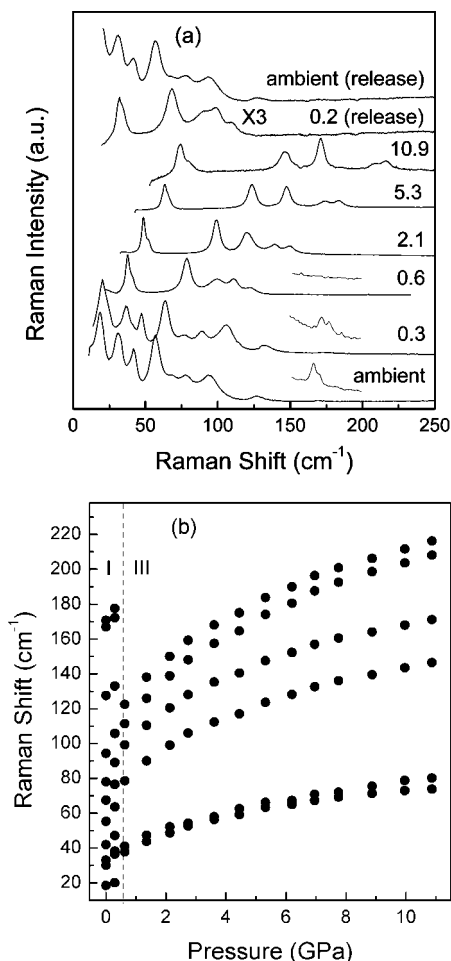 (a)
ambient (release)
X3 0.2 (release)
10.9
5.3
2.1
0.6
0.3
ambient
Raman Intensity (a.u.)
0 50 100 150 200 250
Raman Shift (cm⁻¹)
(b)
I III
220
200
180
160
140
120
100
80
60
40
20
Raman Shift (cm⁻¹)
0 2 4 6 8 10
Pressure (GPa)